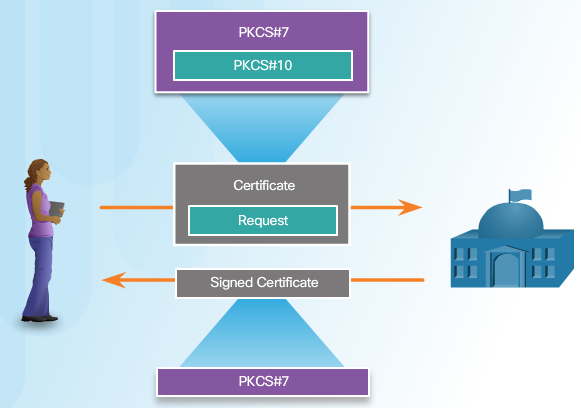 PKCS#7
PKCS#10
Certificate
Request
Signed Certificate
PKCS#7